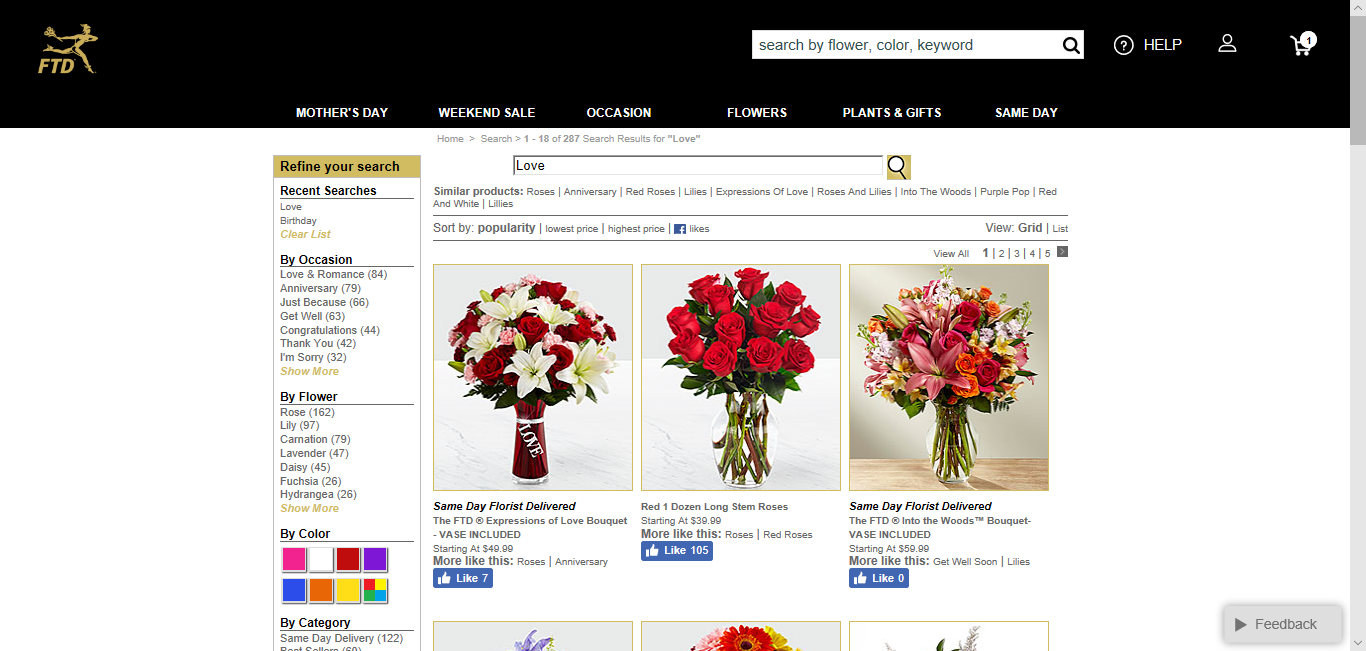 FTD
search by flower, color, keyword
HELP
1
MOTHER'S DAY
WEEKEND SALE
OCCASION
FLOWERS
PLANTS & GIFTS
SAME DAY
Home > Search > 1 - 18 of 287 Search Results for "Love"
Refine your search
Recent Searches
Love
Birthday
Clear List
By Occasion
Love & Romance (84)
Anniversary (79)
Just Because (66)
Get Well (63)
Congratulations (44)
Thank You (42)
I'm Sorry (32)
Show More
By Flower
Rose (162)
Lily (97)
Carnation (79)
Lavender (47)
Daisy (45)
Fuchsia (26)
Hydrangea (26)
Show More
By Color
By Category
Same Day Delivery (122)
Best Sellers (60)
Love
Similar products: Roses | Anniversary | Red Roses | Lilies | Expressions Of Love | Roses And Lilies | Into The Woods | Purple Pop | Red
And White | Lillies
Sort by: popularity | lowest price | highest price | f likes
View: Grid | List
View All 1 | 2 | 3 | 4 | 5 >
LOVE
Same Day Florist Delivered
The FTD ® Expressions of Love Bouquet
- VASE INCLUDED
Starting At $49.99
More like this: Roses | Anniversary
Like 7
Red 1 Dozen Long Stem Roses
Starting At $39.99
More like this: Roses | Red Roses
Like 105
Same Day Florist Delivered
The FTD ® Into the Woods™ Bouquet-
VASE INCLUDED
Starting At $59.99
More like this: Get Well Soon | Lilies
Like 0
Feedback